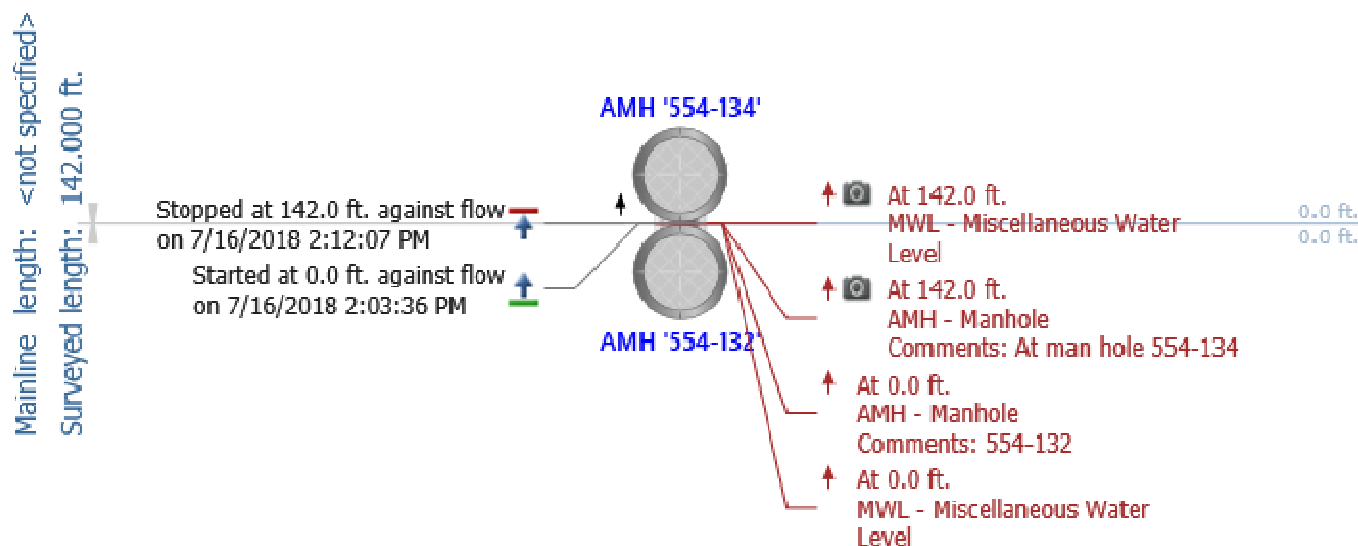 Mainline length: <not specified>
Surveyed length: 142.000 ft.
AMH '554-134'
Stopped at 142.0 ft. against flow
on 7/16/2018 2:12:07 PM
Started at 0.0 ft. against flow
on 7/16/2018 2:03:36 PM
AMH '554-132'
At 142.0 ft.
MWL - Miscellaneous Water
Level
0.0 ft.
0.0 ft.
At 142.0 ft.
AMH - Manhole
Comments: At man hole 554-134
At 0.0 ft.
AMH - Manhole
Comments: 554-132
At 0.0 ft.
MWL - Miscellaneous Water
Level